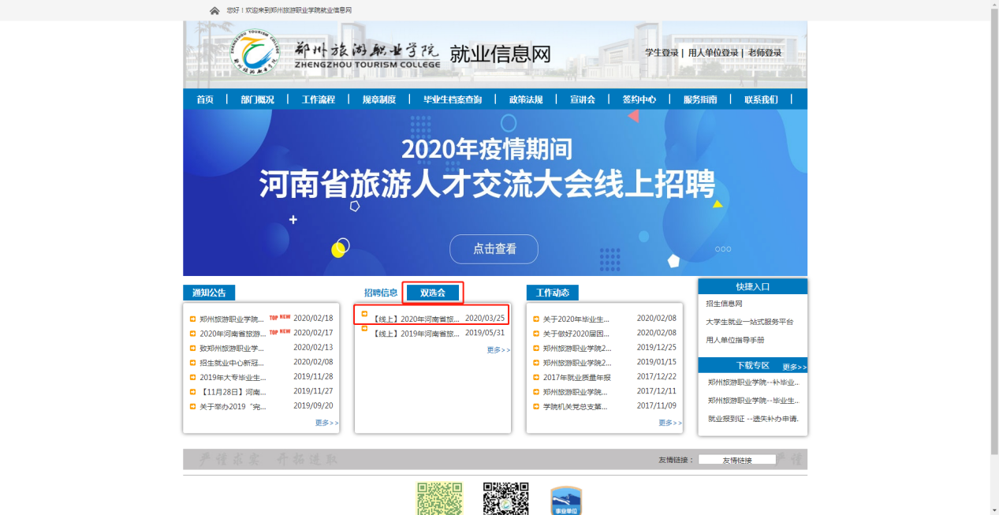 您好！欢迎来到郑州旅游职业学院就业信息网
ZHENGZHOU TOURISM COLLEGE
郑州旅游职业学院 就业信息网
ZHENGZHOU TOURISM COLLEGE
学生登录 | 用人单位登录 | 老师登录
首页 | 部门概况 | 工作流程 | 规章制度 | 毕业生档案查询 | 政策法规 | 宣讲会 | 签约中心 | 服务指南 | 联系我们 |
2020年疫情期间
河南省旅游人才交流大会线上招聘
点击查看
通知公告
郑州旅游职业学院... TOP NEW 2020/02/18
2020年河南省旅游... TOP NEW 2020/02/17
致郑州旅游职业学... 2020/02/13
招生就业中心新冠... 2020/02/08
2019年大专毕业生... 2019/11/28
【11月28日】河南... 2019/11/27
关于举办2019“完... 2019/09/20
更多>>
招聘信息 双选会
【线上】2020年河南省旅... 2020/03/25
【线上】2019年河南省旅... 2019/05/31
更多>>
工作动态
关于2020年毕业生... 2020/02/08
关于做好2020届困... 2020/02/08
郑州旅游职业学院2... 2019/12/25
郑州旅游职业学院2... 2019/01/15
2017年就业质量年报 2017/12/22
郑州旅游职业学院... 2017/12/11
学院机关党总支第... 2017/11/09
更多>>
快捷入口
招生信息网
大学生就业一站式服务平台
用人单位指导手册
下载专区 更多>>
郑州旅游职业学院--补毕业...
郑州旅游职业学院--毕业生...
就业报到证 --遗失补办申请.
严谨求实 开拓进取
友情链接： 友情链接
严谨
事业单位